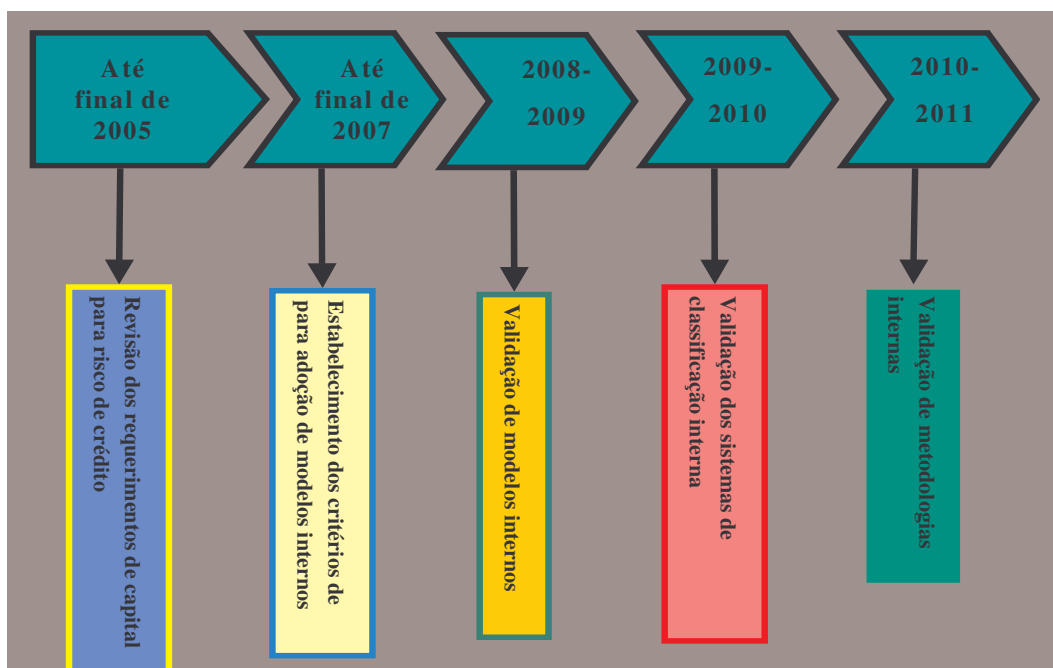 Até
final de
2005
Até
final de
2007
2008-
2009
2009-
2010
2010-
2011
Revisão dos requerimentos de capital
para risco de crédito
Estabelecimento dos critérios de
para adoção de modelos internos
Validação de modelos internos
Validação dos sistemas de
classificação interna
Validação de metodologias
internas